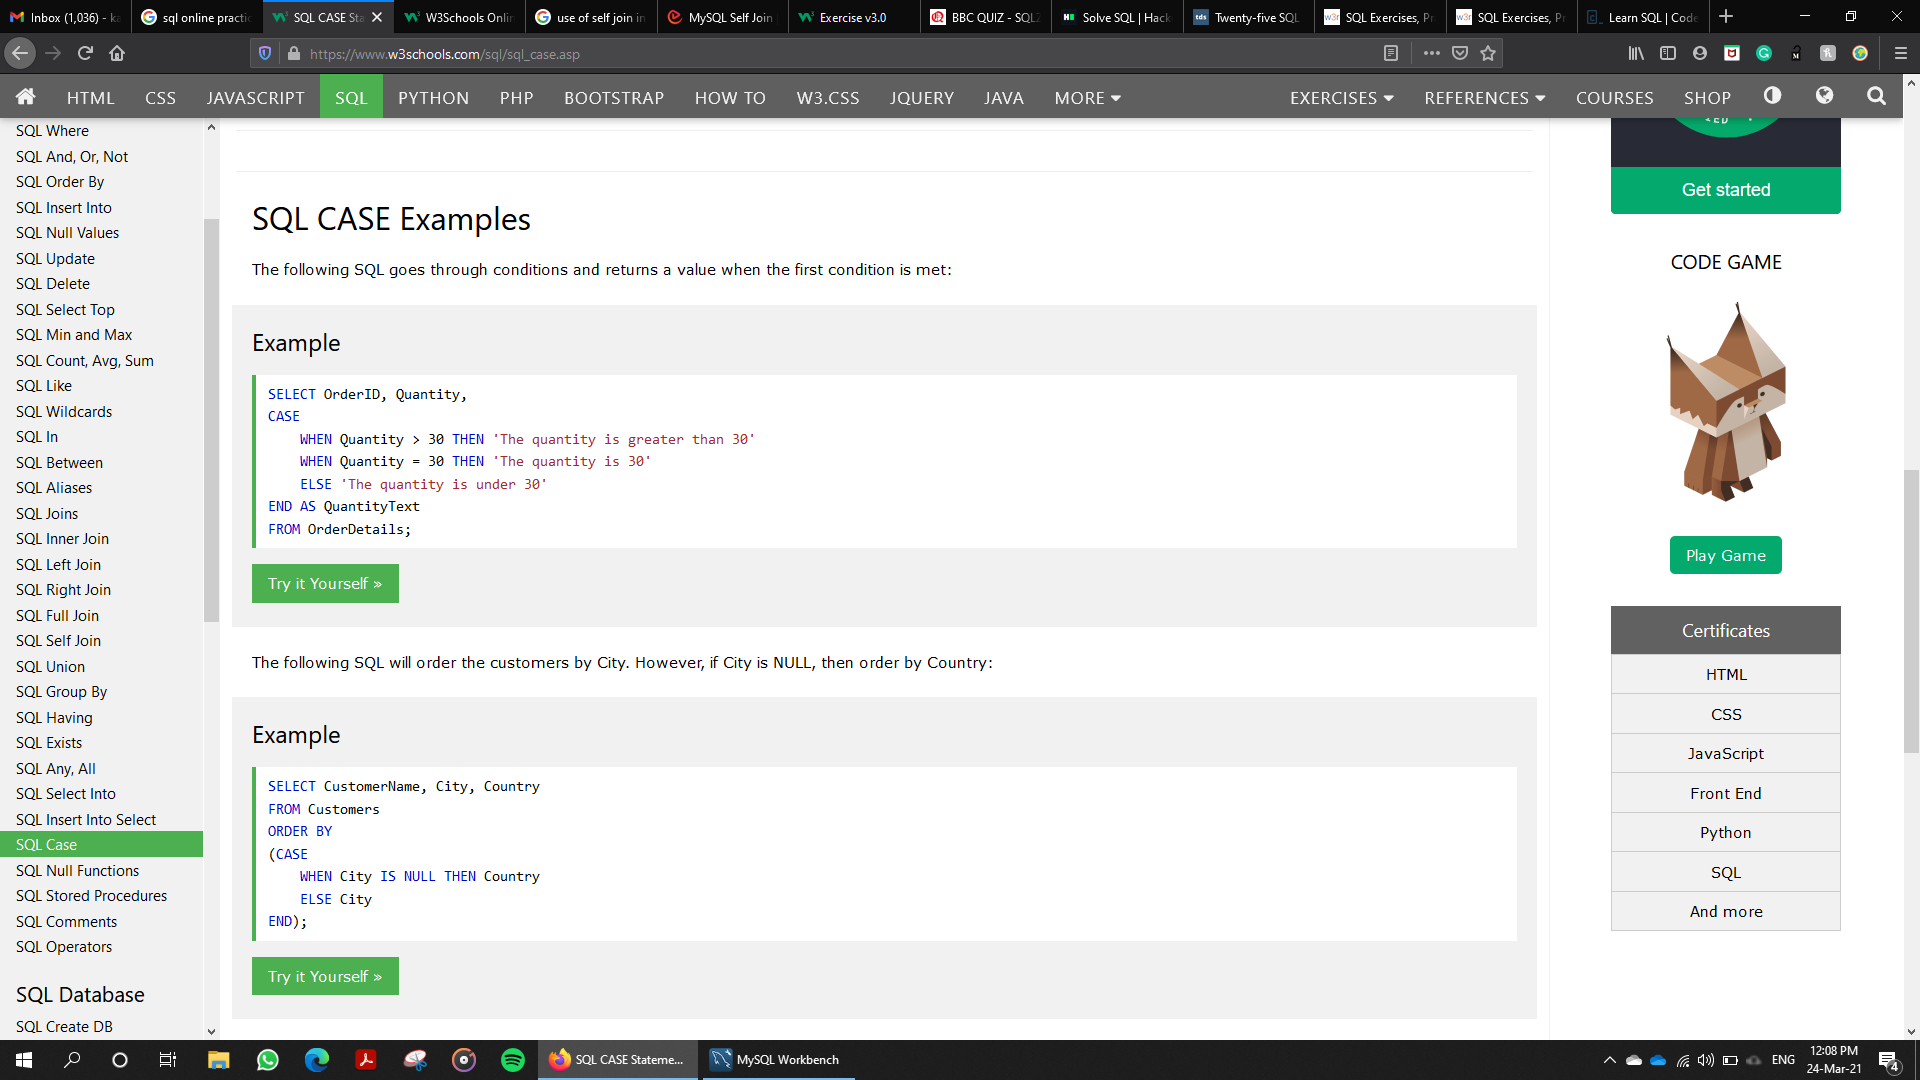 Inbox (1,036) - ka
sql online practic
SQL CASE Sta
W3Schools Onlin
use of self join in
MySQL Self Join
Exercise v3.0
BBC QUIZ - SQLZ
Solve SQL | Hack
Twenty-five SQL
SQL Exercises, Pr
SQL Exercises, Pr
Learn SQL | Code
https://www.w3schools.com/sql/sql_case.asp
HTML CSS JAVASCRIPT SQL PYTHON PHP BOOTSTRAP HOW TO W3.CSS JQUERY JAVA MORE EXERCISES REFERENCES COURSES SHOP
SQL Where
SQL And, Or, Not
SQL Order By
SQL Insert Into
SQL Null Values
SQL Update
SQL Delete
SQL Select Top
SQL Min and Max
SQL Count, Avg, Sum
SQL Like
SQL Wildcards
SQL In
SQL Between
SQL Aliases
SQL Joins
SQL Inner Join
SQL Left Join
SQL Right Join
SQL Full Join
SQL Self Join
SQL Union
SQL Group By
SQL Having
SQL Exists
SQL Any, All
SQL Select Into
SQL Insert Into Select
SQL Case
SQL Null Functions
SQL Stored Procedures
SQL Comments
SQL Operators
SQL Database
SQL Create DB
SQL CASE Examples
The following SQL goes through conditions and returns a value when the first condition is met:
Example
SELECT OrderID, Quantity,
CASE
    WHEN Quantity > 30 THEN 'The quantity is greater than 30'
    WHEN Quantity = 30 THEN 'The quantity is 30'
    ELSE 'The quantity is under 30'
END AS QuantityText
FROM OrderDetails;
Try it Yourself »
The following SQL will order the customers by City. However, if City is NULL, then order by Country:
Example
SELECT CustomerName, City, Country
FROM Customers
ORDER BY
(CASE
    WHEN City IS NULL THEN Country
    ELSE City
END);
Try it Yourself »
Get started
CODE GAME
Play Game
Certificates
HTML
CSS
JavaScript
Front End
Python
SQL
And more
SQL CASE Stateme...
MySQL Workbench
ENG
12:08 PM
24-Mar-21
4